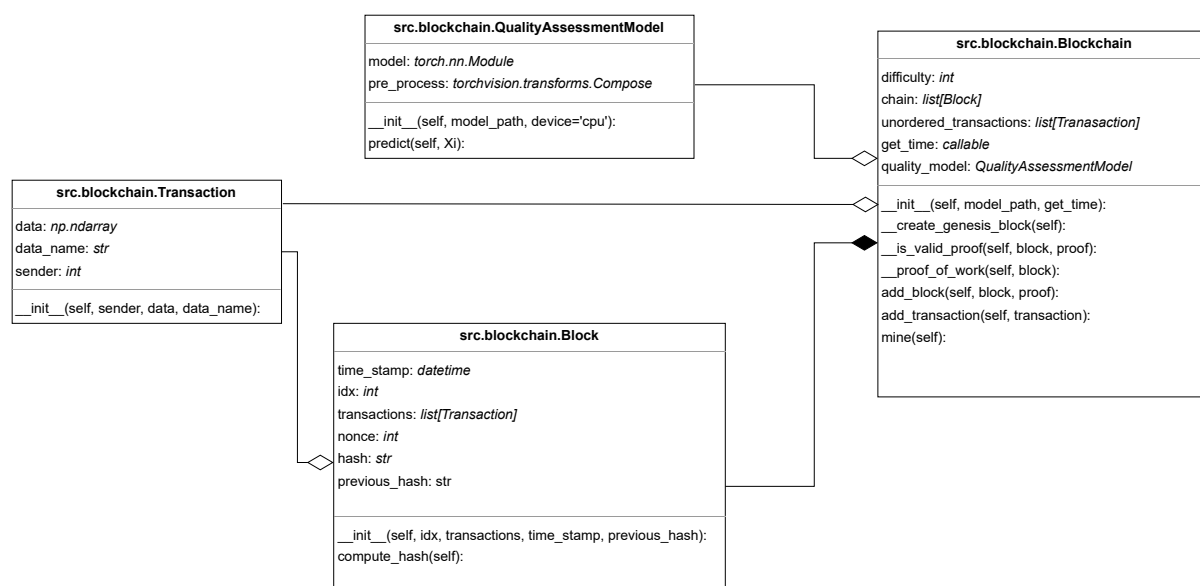 src.blockchain.QualityAssessmentModel
model: torch.nn.Module
pre_process: torchvision.transforms.Compose
__init__(self, model_path, device='cpu'):
predict(self, Xi):
src.blockchain.Blockchain
difficulty: int
chain: list[Block]
unordered_transactions: list[Tranasaction]
get_time: callable
quality_model: QualityAssessmentModel
__init__(self, model_path, get_time):
__create_genesis_block(self):
__is_valid_proof(self, block, proof):
__proof_of_work(self, block):
add_block(self, block, proof):
add_transaction(self, transaction):
mine(self):
src.blockchain.Transaction
data: np.ndarray
data_name: str
sender: int
__init__(self, sender, data, data_name):
src.blockchain.Block
time_stamp: datetime
idx: int
transactions: list[Transaction]
nonce: int
hash: str
previous_hash: str
__init__(self, idx, transactions, time_stamp, previous_hash):
compute_hash(self):